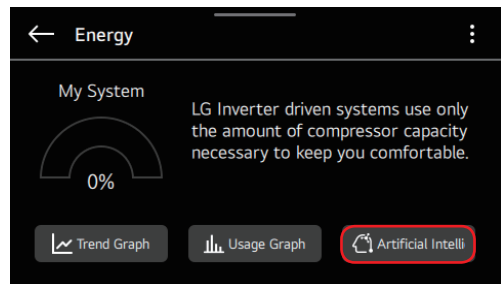 Energy
My System
LG Inverter driven systems use only
the amount of compressor capacity
necessary to keep you comfortable.
0%
Trend Graph
Usage Graph
Artificial Intelli